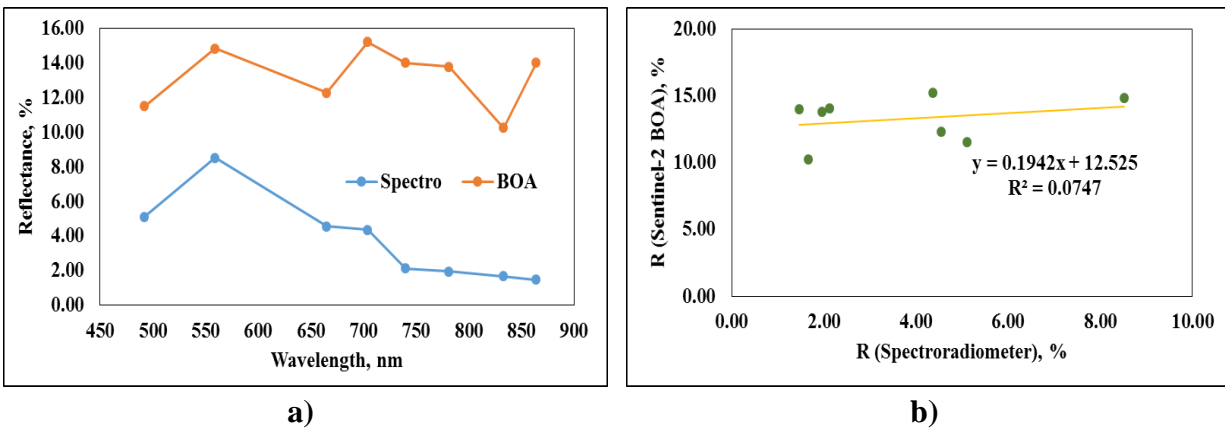 16.00
14.00
12.00
10.00
8.00
6.00
4.00
2.00
0.00
Reflectance, %
Spectro BOA
450 500 550 600 650 700 750 800 850 900
Wavelength, nm
a)
20.00
15.00
10.00
5.00
0.00
R (Sentinel-2 BOA), %
y = 0.1942x + 12.525
R² = 0.0747
0.00 2.00 4.00 6.00 8.00 10.00
R (Spectroradiometer), %
b)